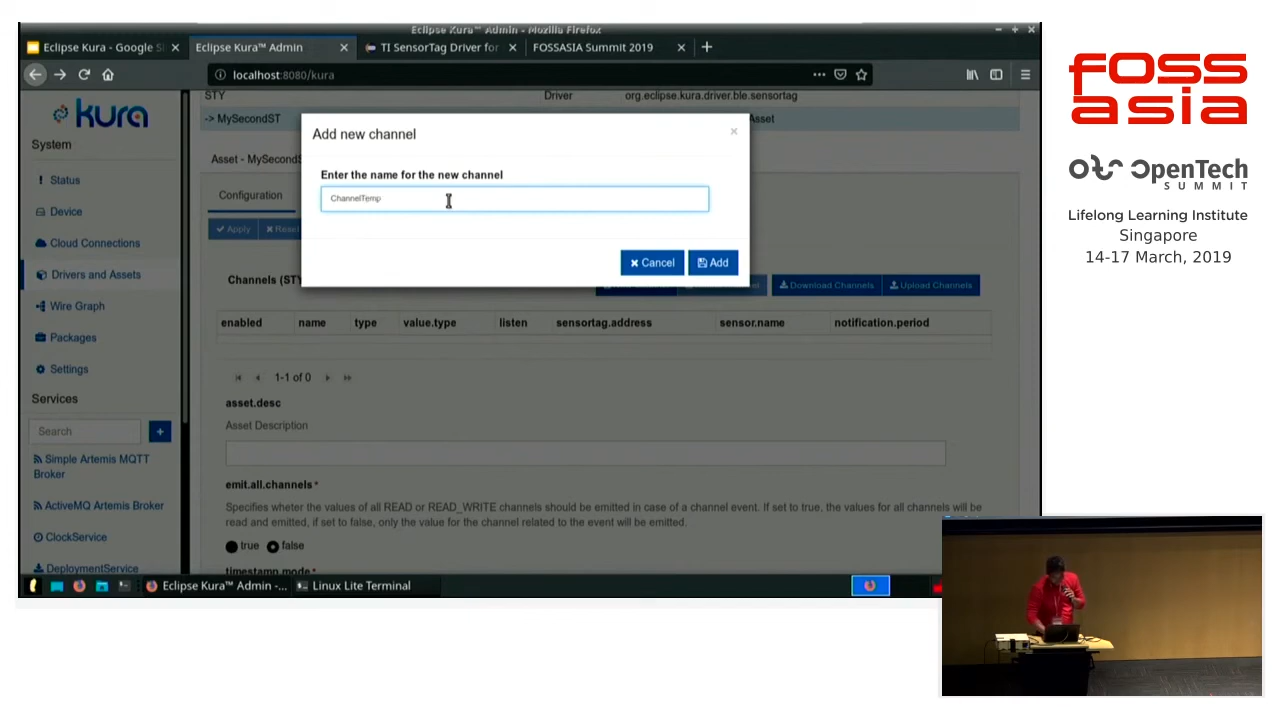 Eclipse Kura™ Admin - Mozilla Firefox
Eclipse Kura - Google Sl
Eclipse Kura™ Admin
TI SensorTag Driver for
FOSSASIA Summit 2019
localhost:8080/kura
kura
System
Status
Device
Cloud Connections
Drivers and Assets
Wire Graph
Packages
Settings
Services
Search
Simple Artemis MQTT
Broker
ActiveMQ Artemis Broker
ClockService
DeploymentService
STY Driver org.eclipse.kura.driver.ble.sensortag
-> MySecondST Asset
Asset - MySecondS
Configuration
Apply Rese
Add new channel
Enter the name for the new channel
ChannelTemp
Cancel Add
Channels (STY
Download Channels Upload Channels
enabled name type value.type listen sensortag.address sensor.name notification.period
1-1 of 0
asset.desc
Asset Description
emit.all.channels *
Specifies wheter the values of all READ or READ_WRITE channels should be emitted in case of a channel event. If set to true, the values for all channels will be
read and emitted, if set to false, only the value for the channel related to the event will be emitted.
true false
timestamp.mode *
Eclipse Kura™ Admin -... Linux Lite Terminal
FOSS
ASIA
OpenTech
SUMMIT
Lifelong Learning Institute
Singapore
14-17 March, 2019